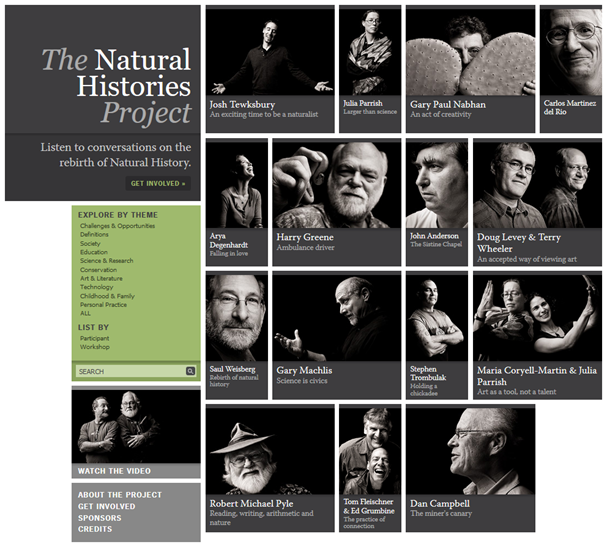 The Natural
Histories
Project
Listen to conversations on the
rebirth of Natural History.
GET INVOLVED »
EXPLORE BY THEME
Challenges & Opportunities
Definitions
Society
Education
Science & Research
Conservation
Art & Literature
Technology
Childhood & Family
Personal Practice
ALL
LIST BY
Participant
Workshop
SEARCH
WATCH THE VIDEO
ABOUT THE PROJECT
GET INVOLVED
SPONSORS
CREDITS
Josh Tewksbury
An exciting time to be a naturalist
Julia Parrish
Larger than science
Gary Paul Nabhan
An act of creativity
Carlos Martinez
del Rio
Arya
Degenhardt
Falling in love
Harry Greene
Ambulance driver
John Anderson
The Sistine Chapel
Doug Levey & Terry
Wheeler
An accepted way of viewing art
Saul Weisberg
Rebirth of natural
history
Gary Machlis
Science is civics
Stephen
Trombulak
Holding a
chickadee
Maria Coryell-Martin & Julia
Parrish
Art as a tool, not a talent
Robert Michael Pyle
Reading, writing, arithmetic and
nature
Tom Fleischner
& Ed Grumbine
The practice of
connection
Dan Campbell
The miner's canary